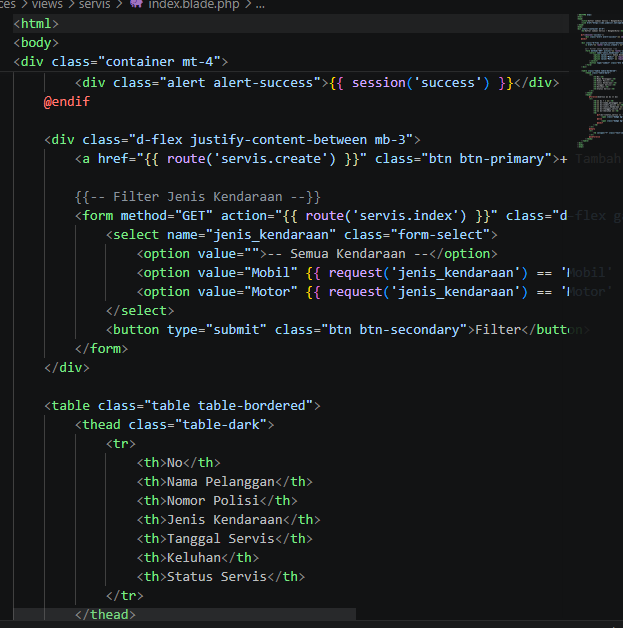 ces > views > servis > index.blade.php > ...
<html>
<body>
<div class="container mt-4">
<div class="alert alert-success">{{ session('success') }}</div>
@endif
<div class="d-flex justify-content-between mb-3">
<a href="{{ route('servis.create') }}" class="btn btn-primary">+ Tambah
{{-- Filter Jenis Kendaraan --}}
<form method="GET" action="{{ route('servis.index') }}" class="d-flex g
<select name="jenis_kendaraan" class="form-select">
<option value="">-- Semua Kendaraan --</option>
<option value="Mobil" {{ request('jenis_kendaraan') == 'Mobil'
<option value="Motor" {{ request('jenis_kendaraan') == 'Motor'
</select>
<button type="submit" class="btn btn-secondary">Filter</button>
</form>
</div>
<table class="table table-bordered">
<thead class="table-dark">
<tr>
<th>No</th>
<th>Nama Pelanggan</th>
<th>Nomor Polisi</th>
<th>Jenis Kendaraan</th>
<th>Tanggal Servis</th>
<th>Keluhan</th>
<th>Status Servis</th>
</tr>
</thead>